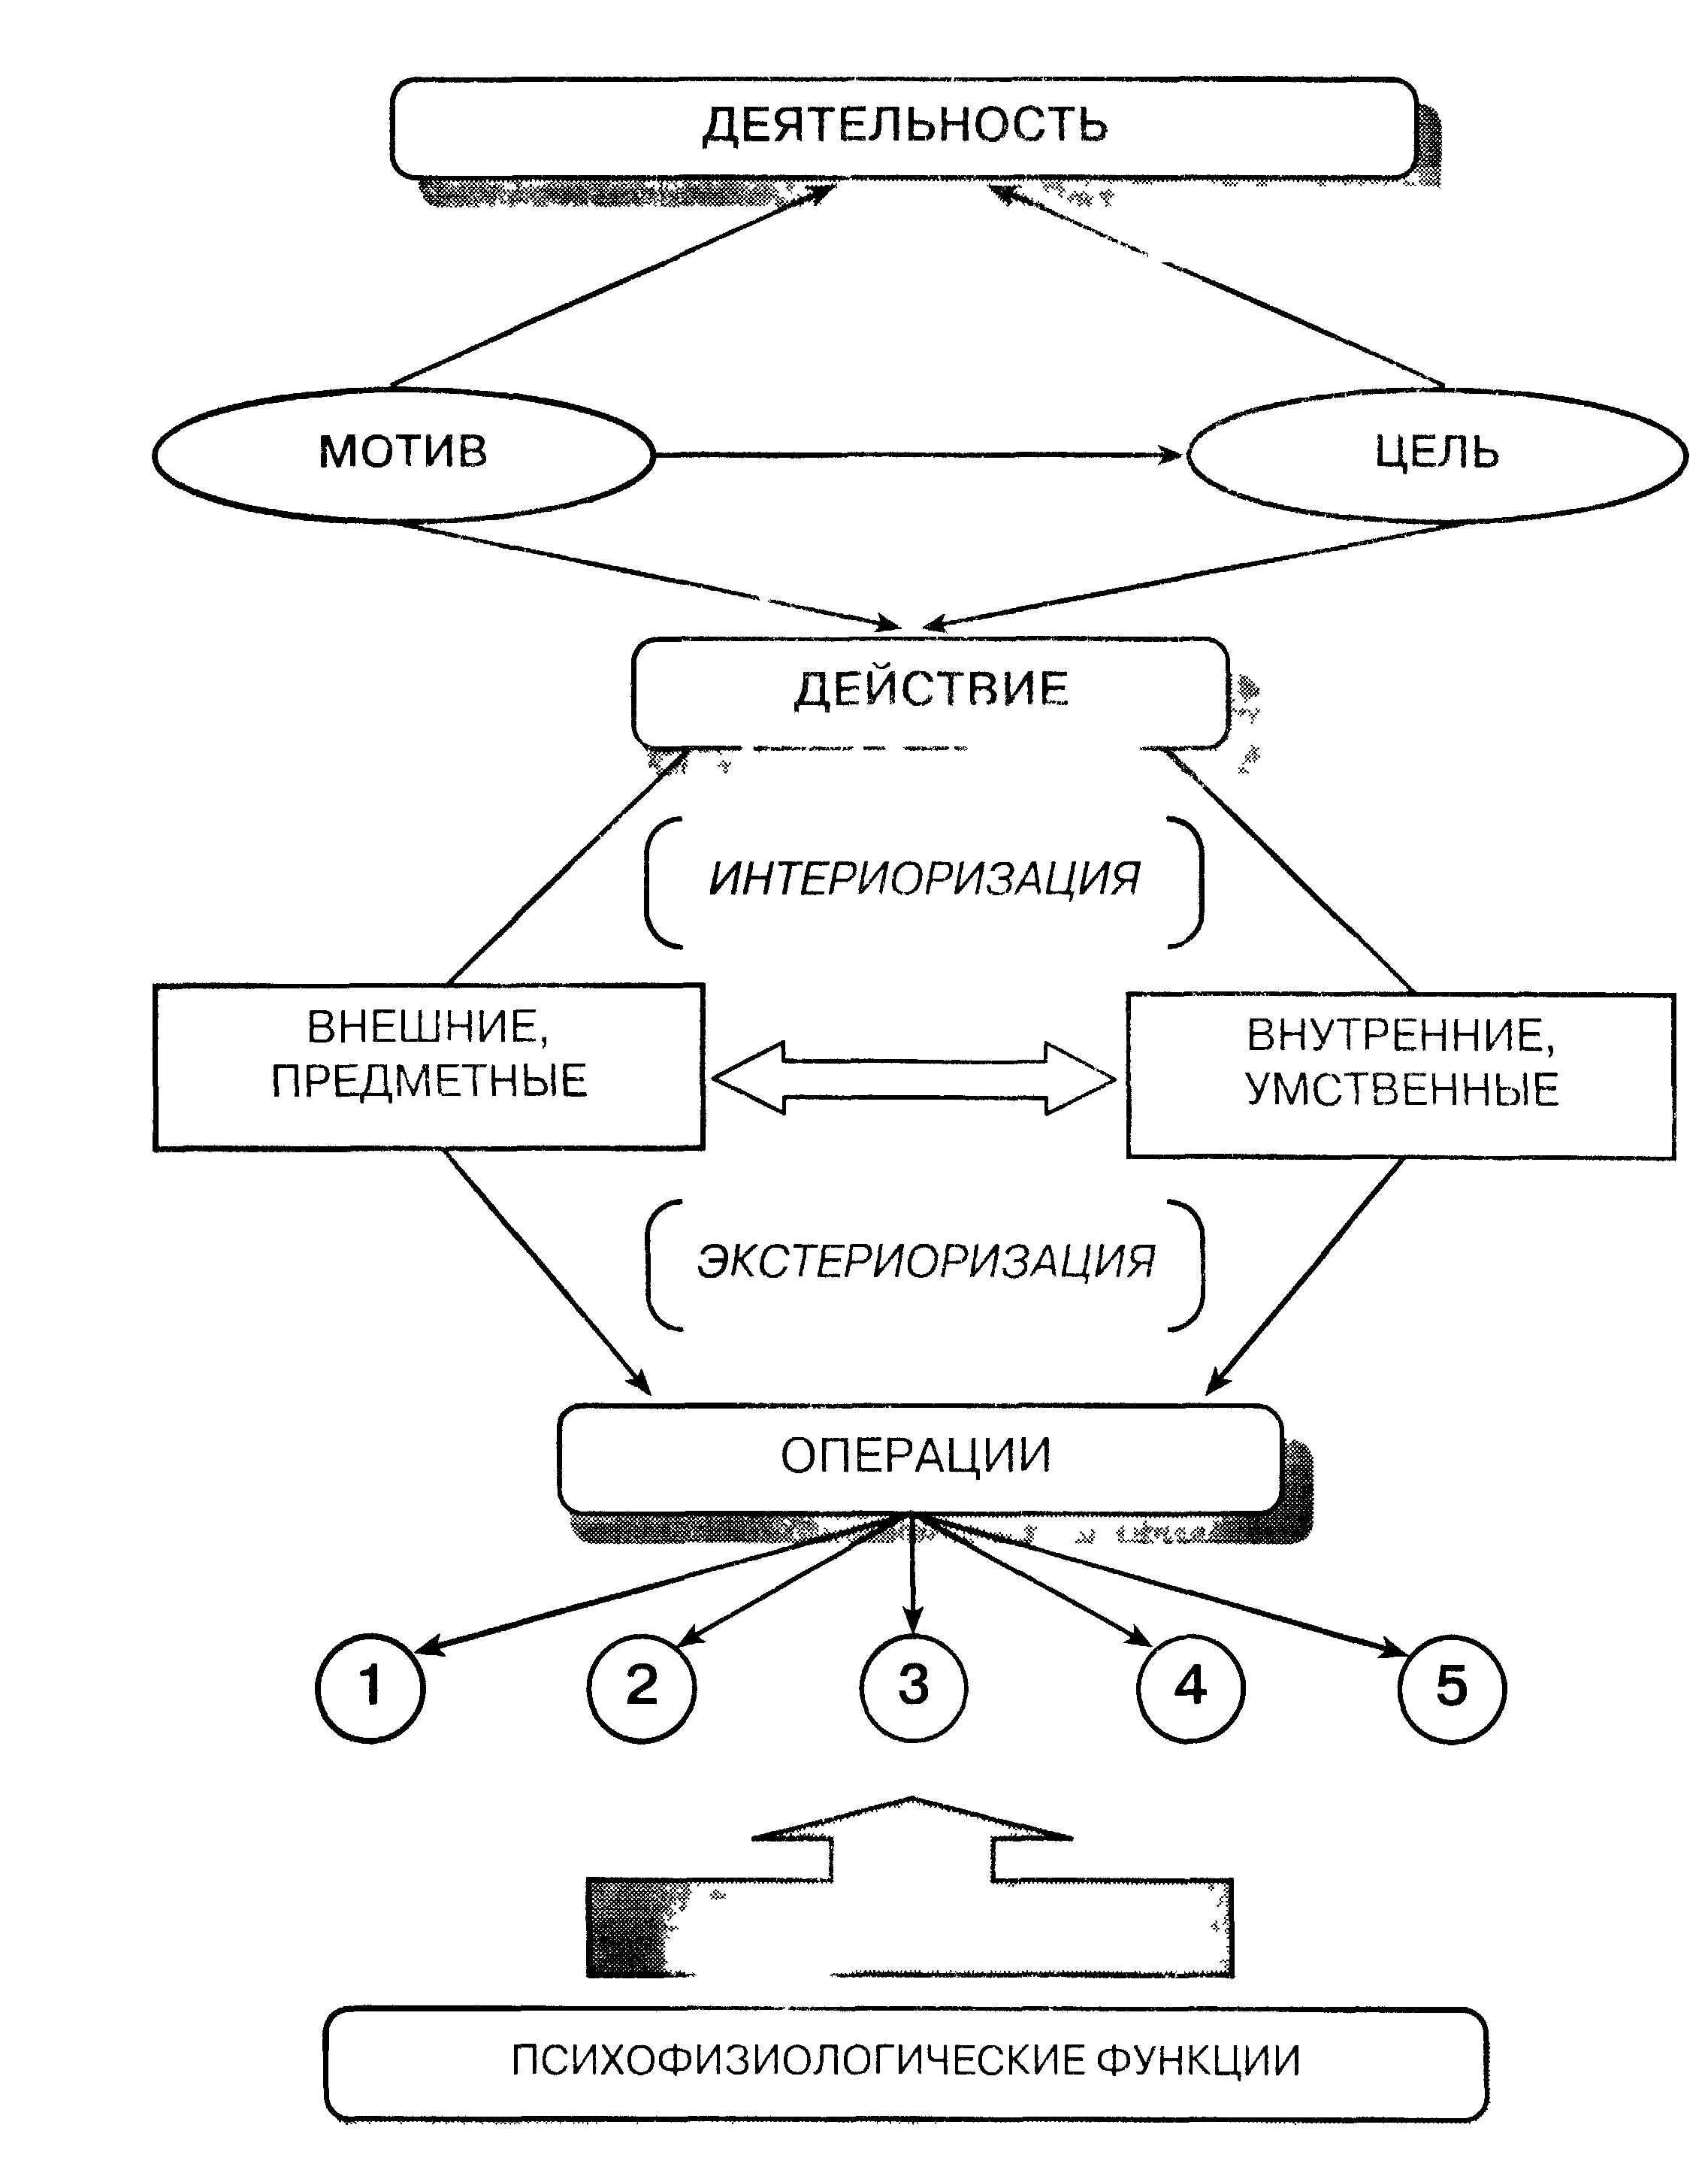 ДЕЯТЕЛЬНОСТЬ
МОТИВ
ЦЕЛЬ
ДЕЙСТВИЕ
ИНТЕРИОРИЗАЦИЯ
ВНЕШНИЕ,
ПРЕДМЕТНЫЕ
ВНУТРЕННИЕ,
УМСТВЕННЫЕ
ЭКСТЕРИОРИЗАЦИЯ
ОПЕРАЦИИ
1
2
3
4
5
ПСИХОФИЗИОЛОГИЧЕСКИЕ ФУНКЦИИ